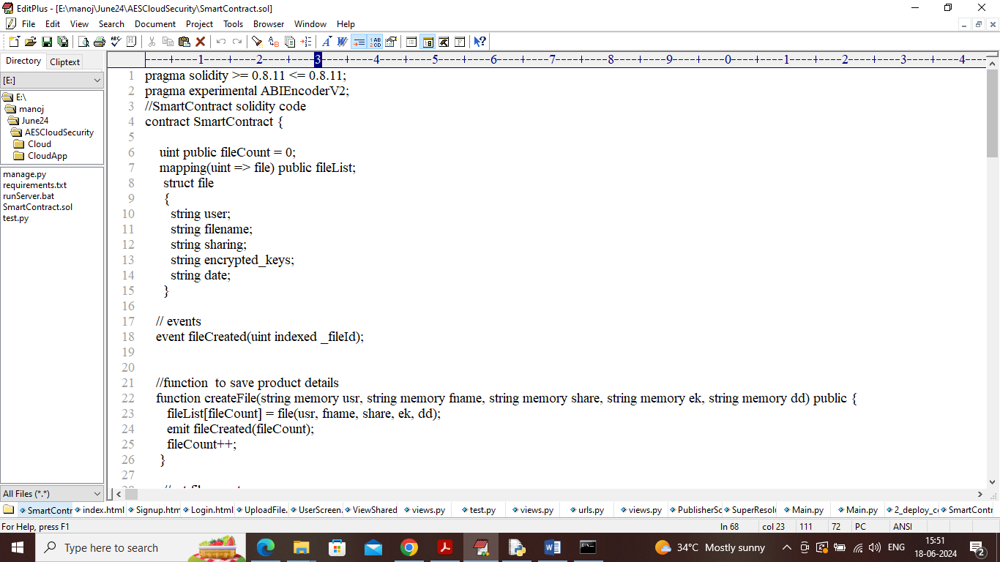 EditPlus - [E:\manoj\June24\AESCloudSecurity\SmartContract.sol]
File Edit View Search Document Project Tools Browser Window Help
Directory Cliptext
[E:]
E:\
manoj
June24
AESCloudSecurity
Cloud
CloudApp
manage.py
requirements.txt
runServer.bat
SmartContract.sol
test.py
All Files (*.*)
----+----1----+----2----+----3----+----4----+----5----+----6----+----7----+----8----+----9----+----0----+----1----+----2----+----3----+----4----
1 pragma solidity >= 0.8.11 <= 0.8.11;
2 pragma experimental ABIEncoderV2;
3 //SmartContract solidity code
4 contract SmartContract {
5
6 uint public fileCount = 0;
7 mapping(uint => file) public fileList;
8 struct file
9 {
10 string user;
11 string filename;
12 string sharing;
13 string encrypted_keys;
14 string date;
15 }
16
17 // events
18 event fileCreated(uint indexed _fileId);
19
20
21 //function  to save product details
22 function createFile(string memory usr, string memory fname, string memory share, string memory ek, string memory dd) public {
23 fileList[fileCount] = file(usr, fname, share, ek, dd);
24 emit fileCreated(fileCount);
25 fileCount++;
26 }
27
SmartContr index.html Signup.htm Login.html UploadFile. UserScreen. ViewShared views.py test.py views.py urls.py views.py PublisherSc SuperResolu Main.py Main.py 2_deploy_co SmartContr
For Help, press F1 ln 68 col 23 111 72 PC ANSI
Type here to search 34°C Mostly sunny ENG 15:51 18-06-2024 2